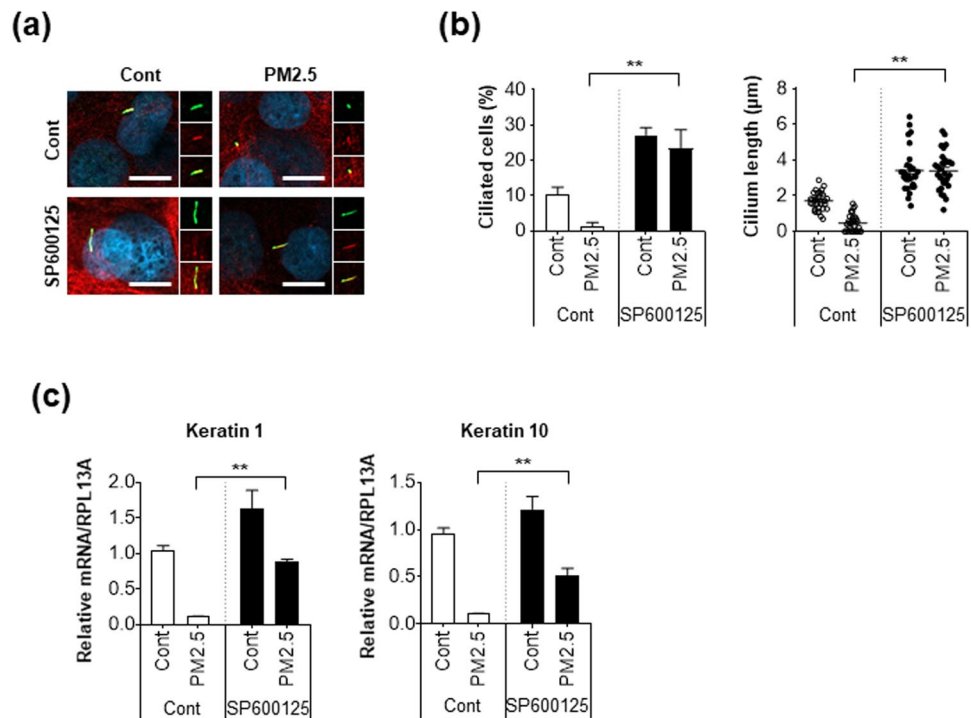 (a)
Cont PM2.5
Cont
SP600125
(b)
Ciliated cells (%)
**
40
30
20
10
0
Cont PM2.5 Cont PM2.5
Cont SP600125
Cilium length (µm)
**
8
6
4
2
0
Cont PM2.5 Cont PM2.5
Cont SP600125
(c)
Keratin 1
Relative mRNA/RPL13A
**
2.0
1.5
1.0
0.5
0.0
Cont PM2.5 Cont PM2.5
Cont SP600125
Keratin 10
Relative mRNA/RPL13A
**
1.5
1.0
0.5
0.0
Cont PM2.5 Cont PM2.5
Cont SP600125